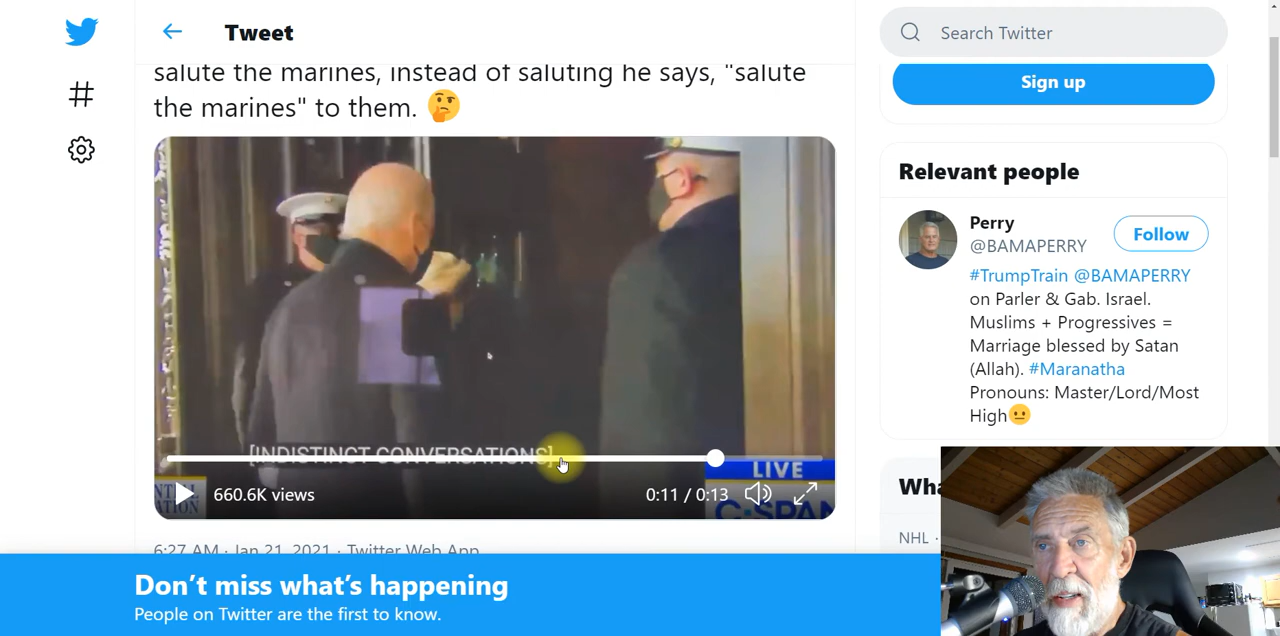 Tweet
Search Twitter
salute the marines, instead of saluting he says, "salute
the marines" to them. 🤔
Sign up
Relevant people
Perry
@BAMAPERRY
Follow
#TrumpTrain @BAMAPERRY
on Parler & Gab. Israel.
Muslims + Progressives =
Marriage blessed by Satan
(Allah). #Maranatha
Pronouns: Master/Lord/Most
High😐
[INDISTINCT CONVERSATIONS]
LIVE
C-SPAN
660.6K views
0:11 / 0:13
6:27 AM · Jan 21, 2021 · Twitter Web App
NHL ·
Don't miss what's happening
People on Twitter are the first to know.